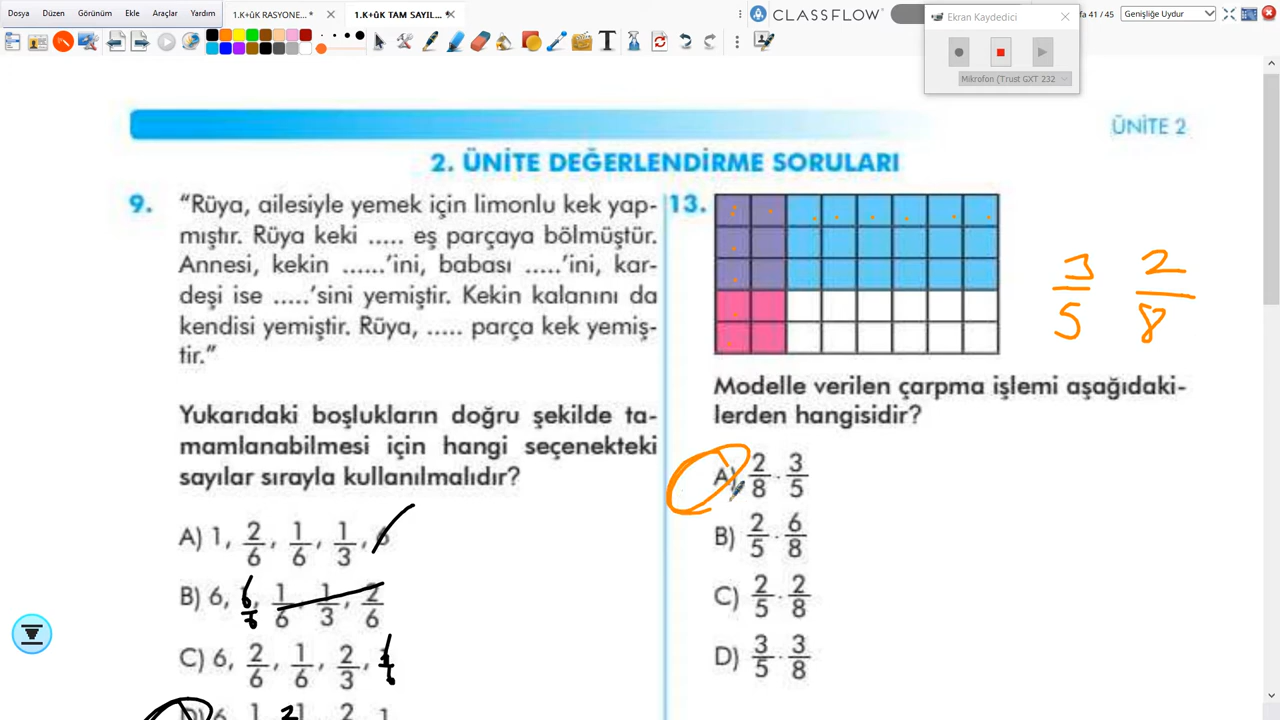 Dosya Düzen Görünüm Ekle Araçlar Yardım
1.K+ûK RASYONE... * 1.K+ûK TAM SAYIL...*
CLASSFLOW
Ekran Kaydedici
Mikrofon (Trust GXT 232
fa 41 / 45
Genişliğe Uydur
ÜNİTE 2
2. ÜNİTE DEĞERLENDİRME SORULARI
9. “Rüya, ailesiyle yemek için limonlu kek yap-
mıştır. Rüya keki ..... eş parçaya bölmüştür.
Annesi, kekin ......’ini, babası .....’ini, kar-
deşi ise .....’sini yemiştir. Kekin kalanını da
kendisi yemiştir. Rüya, ..... parça kek yemiş-
tir.”
Yukarıdaki boşlukların doğru şekilde ta-
mamlanabilmesi için hangi seçenekteki
sayılar sırayla kullanılmalıdır?
A) 1, 2/6, 1/6, 1/3, 6
B) 6, 6/6, 1/6, 1/3, 2/6
C) 6, 2/6, 1/6, 2/3,
D) 6
13.
3/5 2/8
Modelle verilen çarpma işlemi aşağıdaki-
lerden hangisidir?
A) 2/8 · 3/5
B) 2/5 · 6/8
C) 2/5 · 2/8
D) 3/5 · 3/8